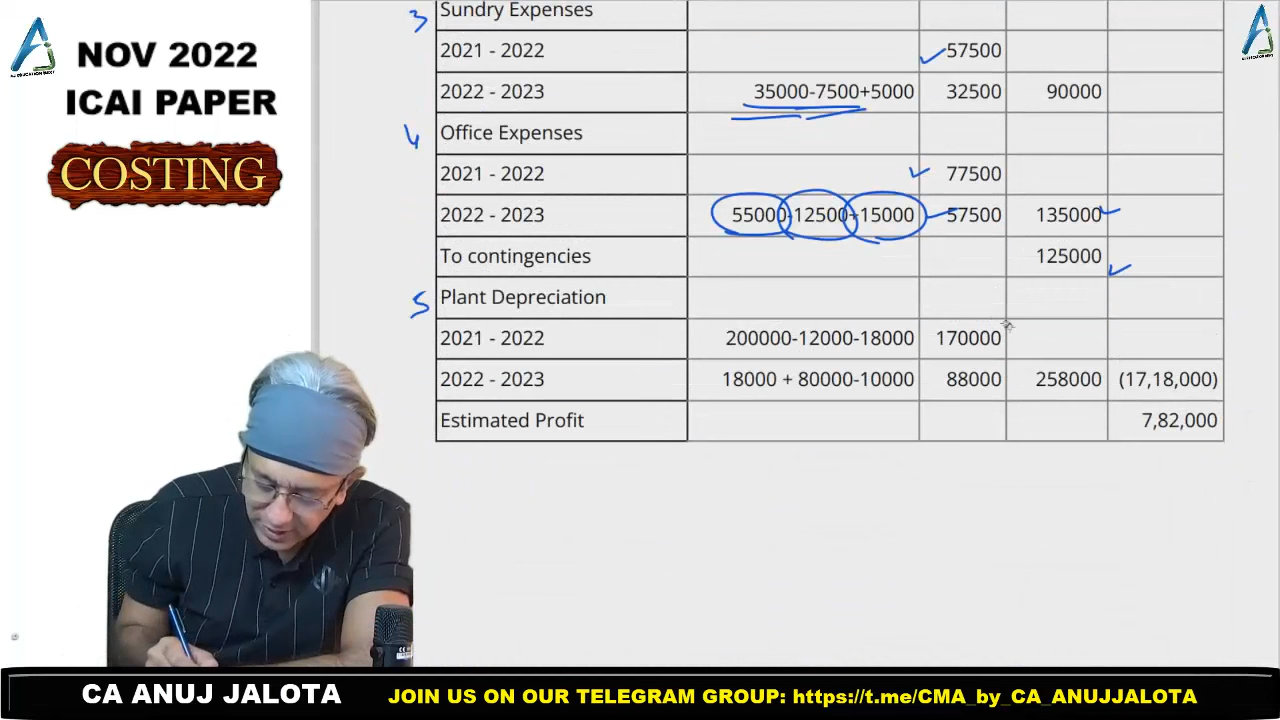 NOV 2022
ICAI PAPER
COSTING
3 Sundry Expenses
2021 - 2022 57500
2022 - 2023 35000-7500+5000 32500 90000
4 Office Expenses
2021 - 2022 77500
2022 - 2023 55000-12500+15000 57500 135000
To contingencies 125000
5 Plant Depreciation
2021 - 2022 200000-12000-18000 170000
2022 - 2023 18000 + 80000-10000 88000 258000 (17,18,000)
Estimated Profit 7,82,000
CA ANUJ JALOTA JOIN US ON OUR TELEGRAM GROUP: https://t.me/CMA_by_CA_ANUJJALOTA